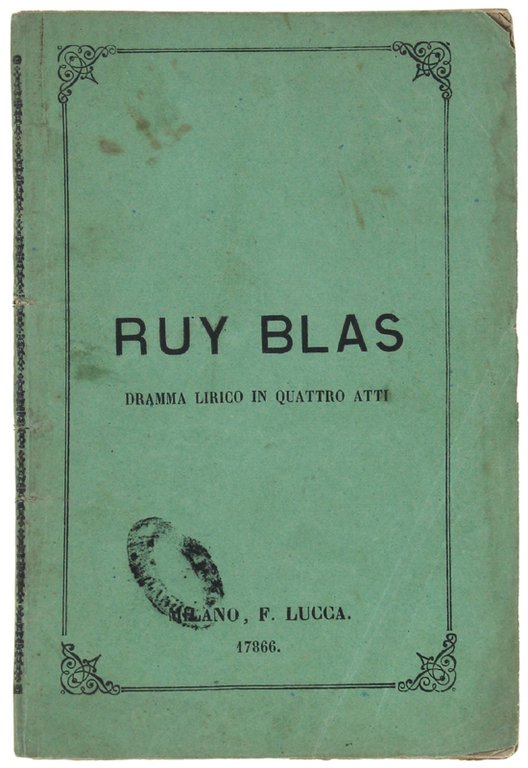 RUY BLAS
DRAMMA LIRICO IN QUATTRO ATTI
MILANO, F. LUCCA.
17866.